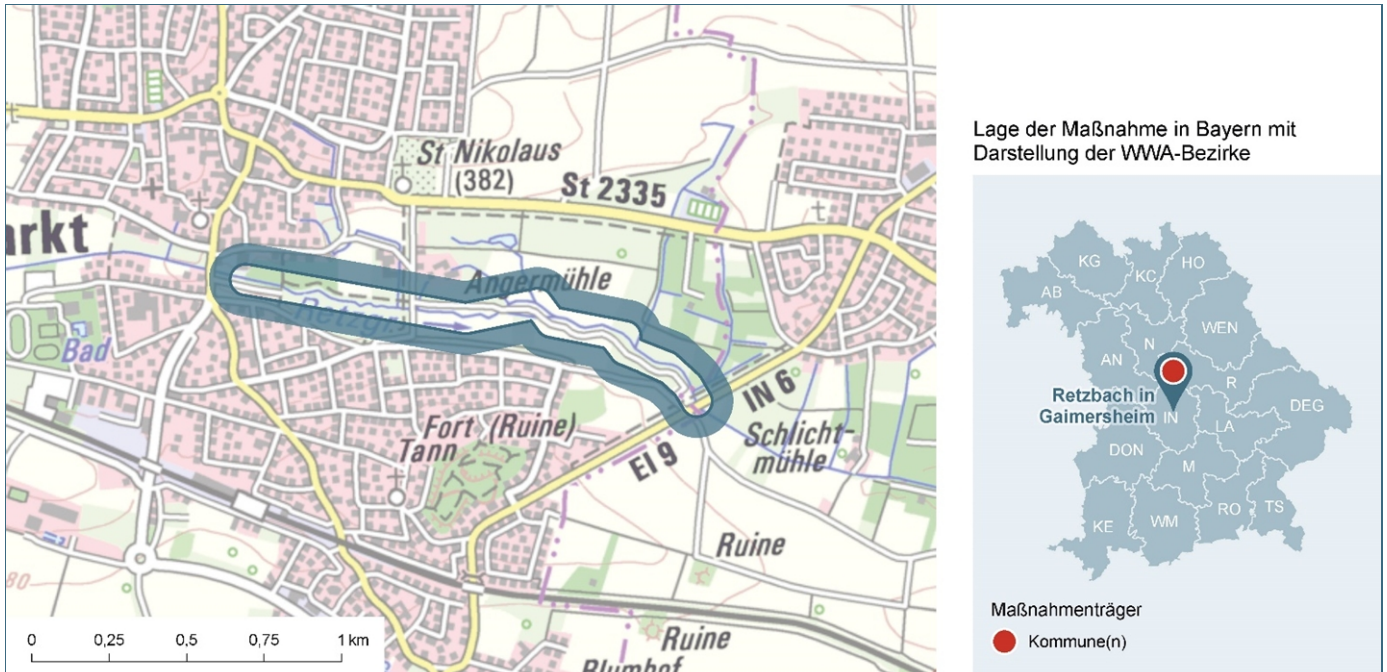 St Nikolaus
(382)
St 2335
arkt
Angermühle
Retzgr.
Bad
IN 6
Fort (Ruine)
Tann
Schlicht-
mühle
EI 9
Ruine
80
Ruine
Blumhof
0 0,25 0,5 0,75 1 km
Lage der Maßnahme in Bayern mit
Darstellung der WWA-Bezirke
KG
KC
HO
AB
WEN
N
AN
R
Retzbach in
Gaimersheim
DEG
IN
LA
DON
M
KE
WM
RO
TS
Maßnahmenträger
Kommune(n)